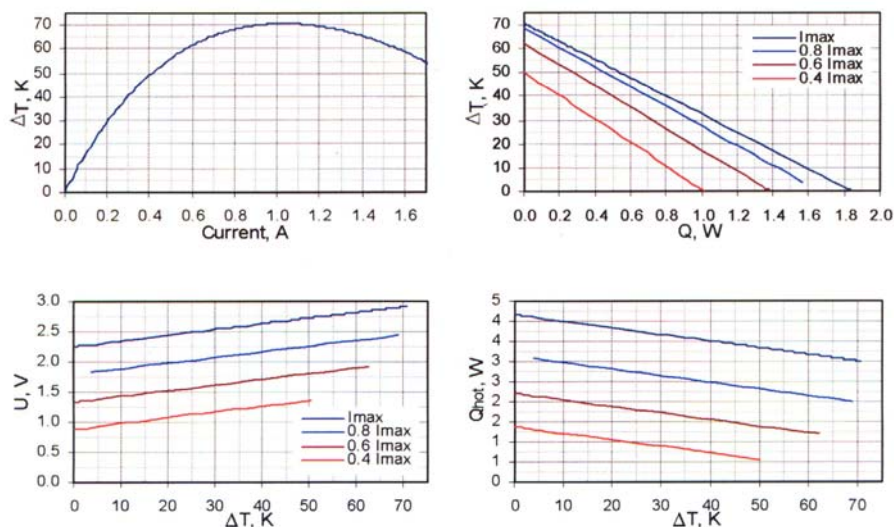 70
60
50
40
30
20
10
0
ΔT, K
0.0 0.2 0.4 0.6 0.8 1.0 1.2 1.4 1.6
Current, A
70
60
50
40
30
20
10
0
ΔT, K
Imax
0.8 Imax
0.6 Imax
0.4 Imax
0.0 0.2 0.4 0.6 0.8 1.0 1.2 1.4 1.6 1.8 2.0
Q, W
3.0
2.5
2.0
1.5
1.0
0.5
0.0
U, V
Imax
0.8 Imax
0.6 Imax
0.4 Imax
0 10 20 30 40 50 60 70
ΔT, K
5
4
4
3
3
2
2
1
1
Qhot, W
0 10 20 30 40 50 60 70
ΔT, K